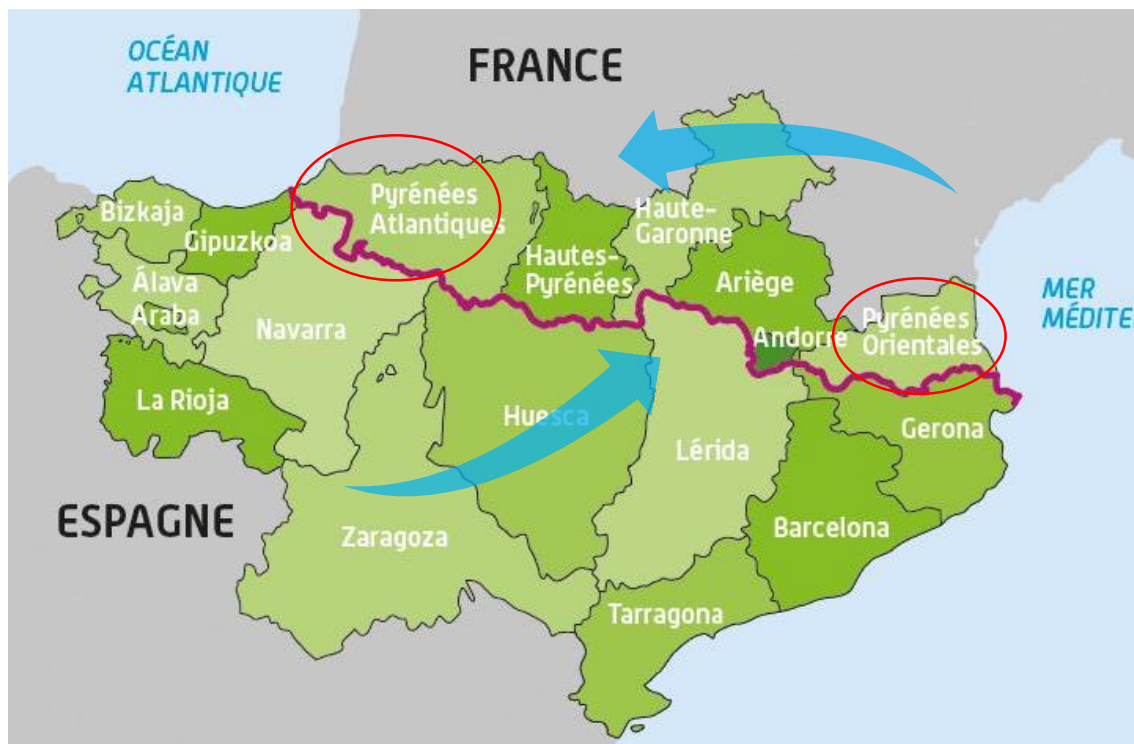 OCÉAN
ATLANTIQUE
FRANCE
Bizkaja
Gipuzkoa
Pyrénées
Atlantiques
Haute-
Garonne
Hautes-
Pyrénées
Ariège
Álava
Araba
Navarra
Andorre
Pyrénées
Orientales
MER
MÉDITE
La Rioja
Huesca
Lérida
Gerona
ESPAGNE
Zaragoza
Barcelona
Tarragona